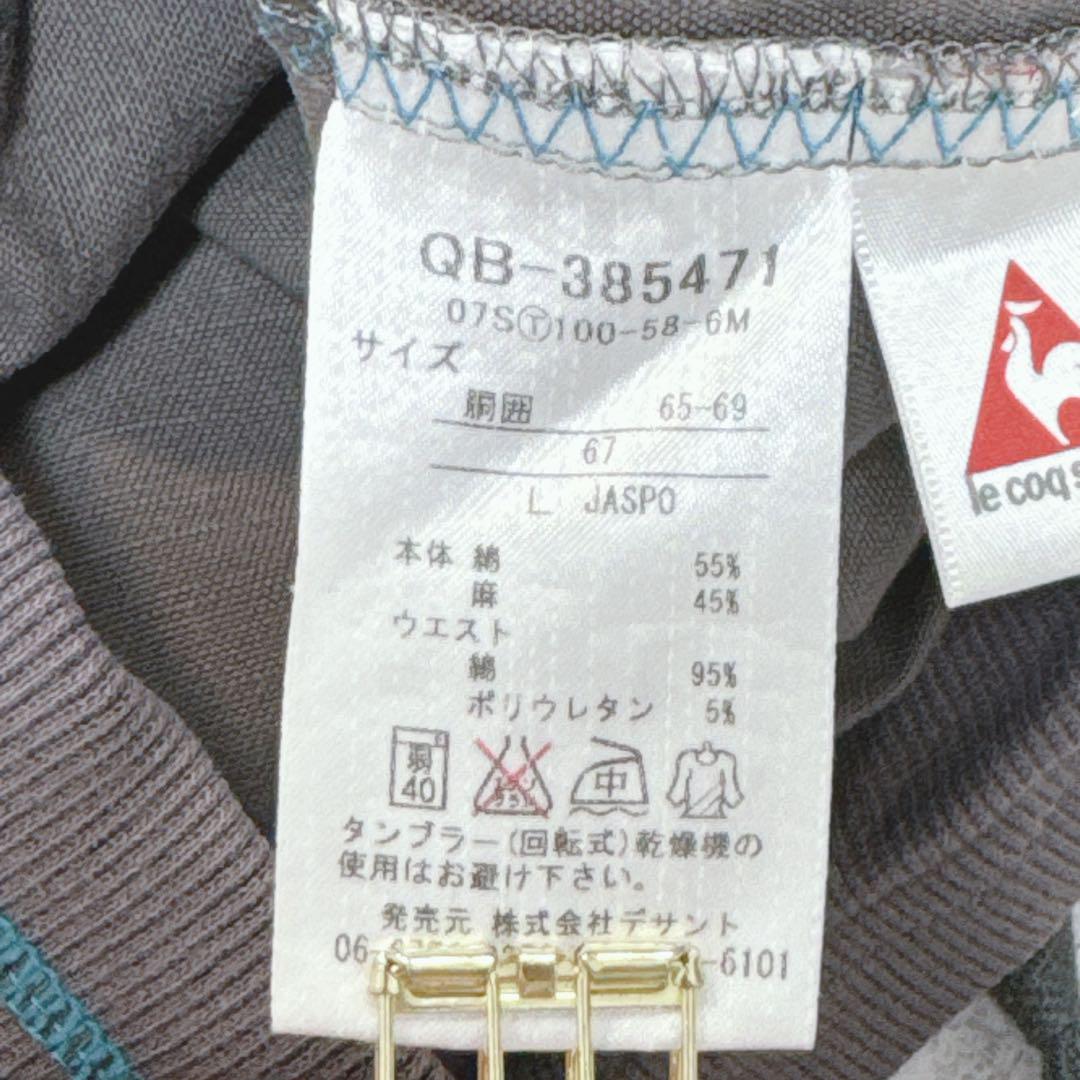 QB-385471
07SⓉ100-58-6M
サイズ
胴囲 65-69
67
L JASPO
本体 綿 55%
麻 45%
ウエスト
綿 95%
ポリウレタン 5%
弱
40
中
タンブラー(回転式)乾燥機の
使用はお避け下さい。
発売元 株式会社デサント
06- -6101
le coq